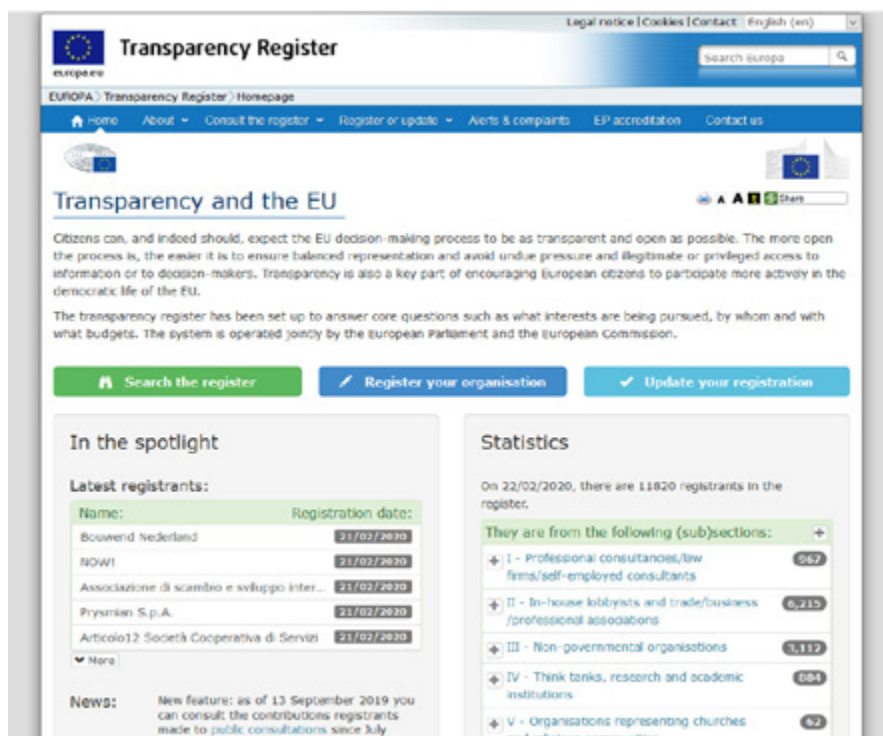 Legal notice | Cookies | Contact English (en)
Transparency Register
europa.eu
Search Europa
EUROPA > Transparency Register > Homepage
Home About Consult the register Register or update Alerts & complaints EP accreditation Contact us
Transparency and the EU
A A Share
Citizens can, and indeed should, expect the EU decision-making process to be as transparent and open as possible. The more open
the process is, the easier it is to ensure balanced representation and avoid undue pressure and illegitimate or privileged access to
information or to decision-makers. Transparency is also a key part of encouraging European citizens to participate more actively in the
democratic life of the EU.
The transparency register has been set up to answer core questions such as what interests are being pursued, by whom and with
what budgets. The system is operated jointly by the European Parliament and the European Commission.
Search the register Register your organisation Update your registration
In the spotlight
Latest registrants:
Name: Registration date:
Bouwend Nederland 21/02/2020
NOW! 21/02/2020
Associazione di scambio e sviluppo inter... 21/02/2020
Prysmian S.p.A. 21/02/2020
Articolo12 Società Cooperativa di Servizi 21/02/2020
More
News: New feature: as of 13 September 2019 you
can consult the contributions registrants
made to public consultations since July
Statistics
On 22/02/2020, there are 11820 registrants in the
register.
They are from the following (sub)sections: +
I - Professional consultancies/law 967
firms/self-employed consultants
II - In-house lobbyists and trade/business 6,215
/professional associations
III - Non-governmental organisations 3,112
IV - Think tanks, research and academic 884
institutions
V - Organisations representing churches 62